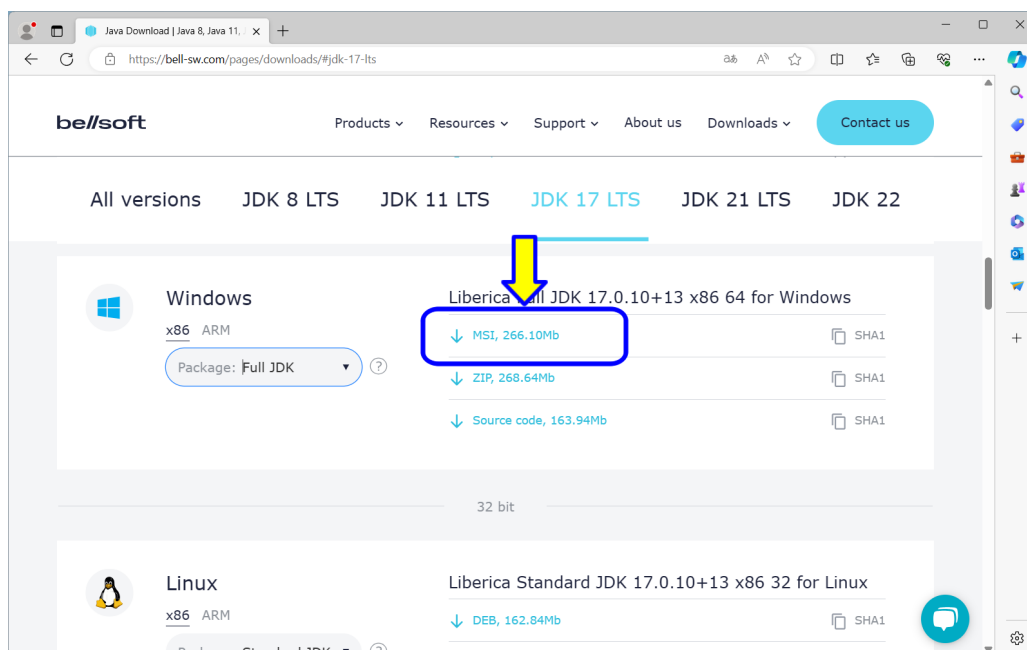 Java Download | Java 8, Java 11,
https://bell-sw.com/pages/downloads/#jdk-17-lts
bellsoft
Products
Resources
Support
About us
Downloads
Contact us
All versions
JDK 8 LTS
JDK 11 LTS
JDK 17 LTS
JDK 21 LTS
JDK 22
Windows
x86 ARM
Package: Full JDK
?
Liberica Full JDK 17.0.10+13 x86 64 for Windows
MSI, 266.10Mb
SHA1
ZIP, 268.64Mb
SHA1
Source code, 163.94Mb
SHA1
32 bit
Linux
x86 ARM
Standard JDK
Liberica Standard JDK 17.0.10+13 x86 32 for Linux
DEB, 162.84Mb
SHA1